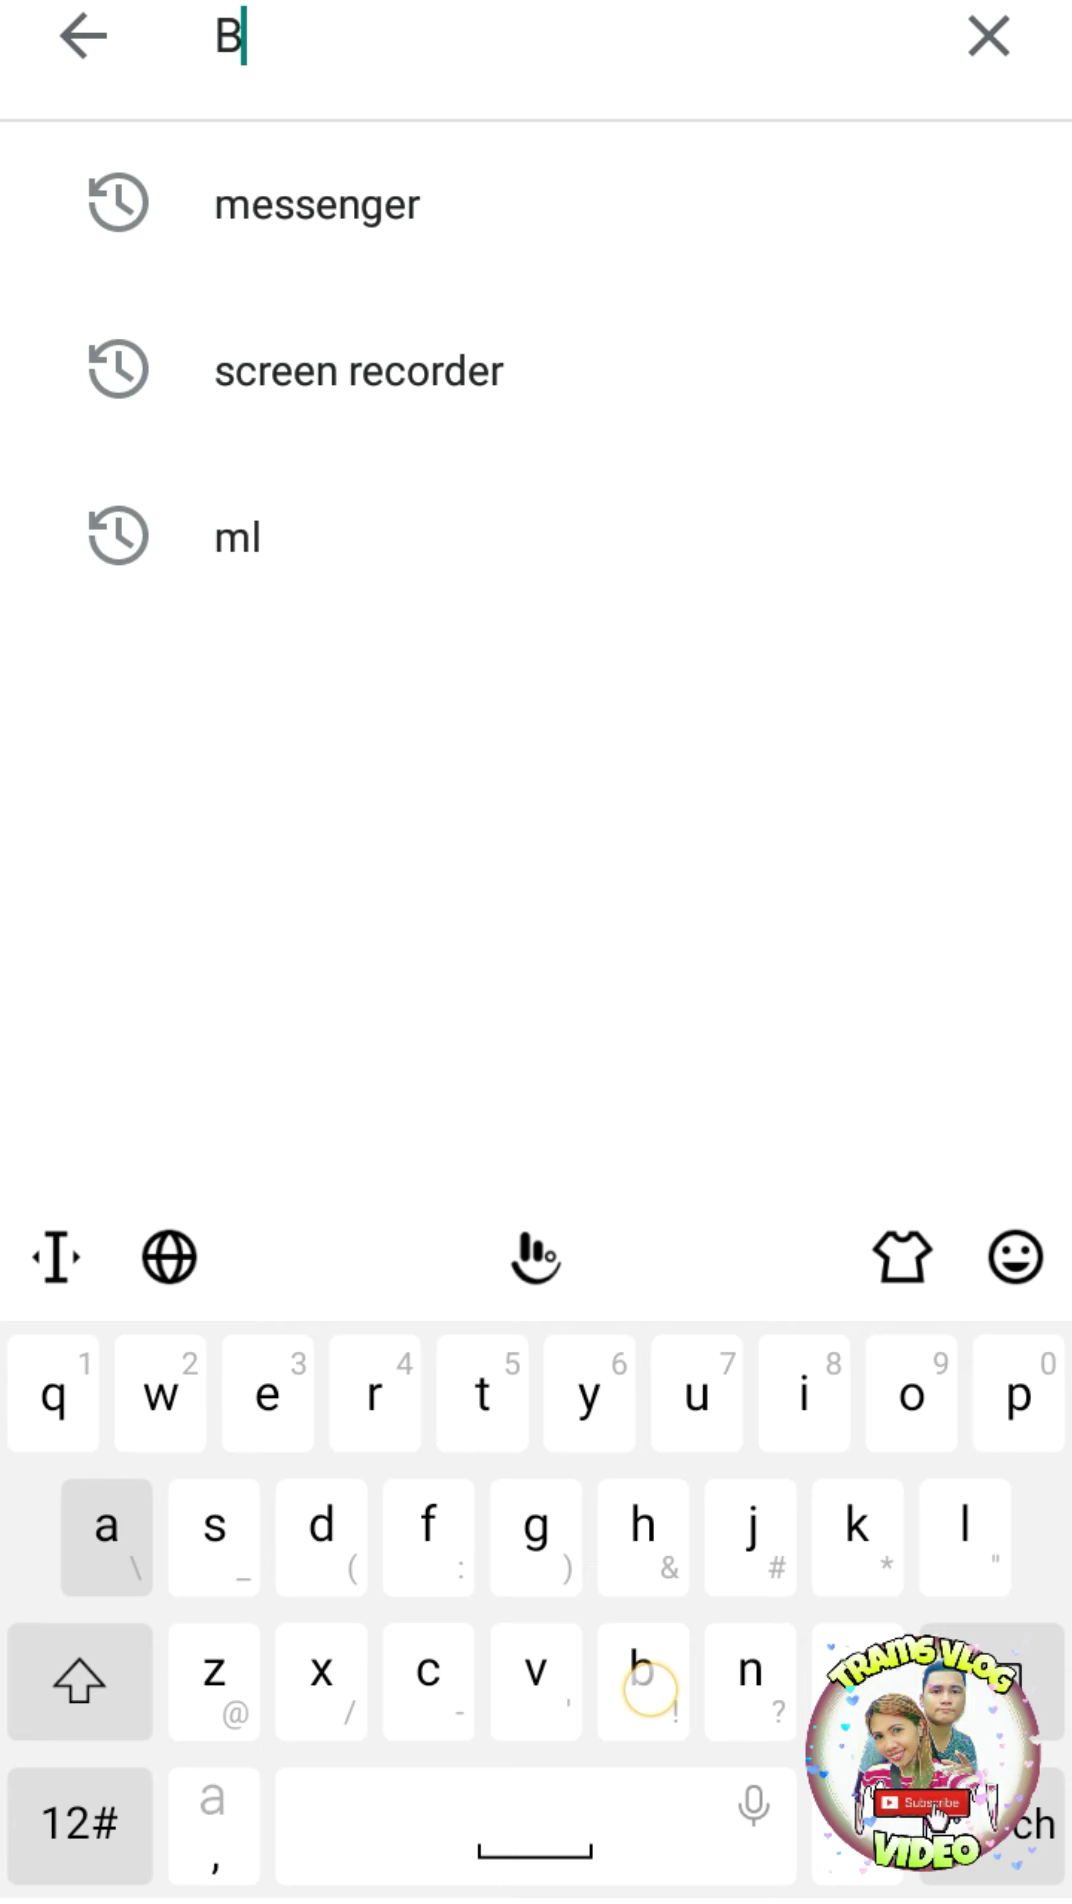 B
messenger
screen recorder
ml
1 2 3 4 5 6 7 8 9 0
q w e r t y u i o p
a s d f g h j k l
\ _ ( : ) & # * "
z x c v b n
@ / - ' ! ?
TRAMS VLOG
Subscribe
VIDEO
12# a , ch